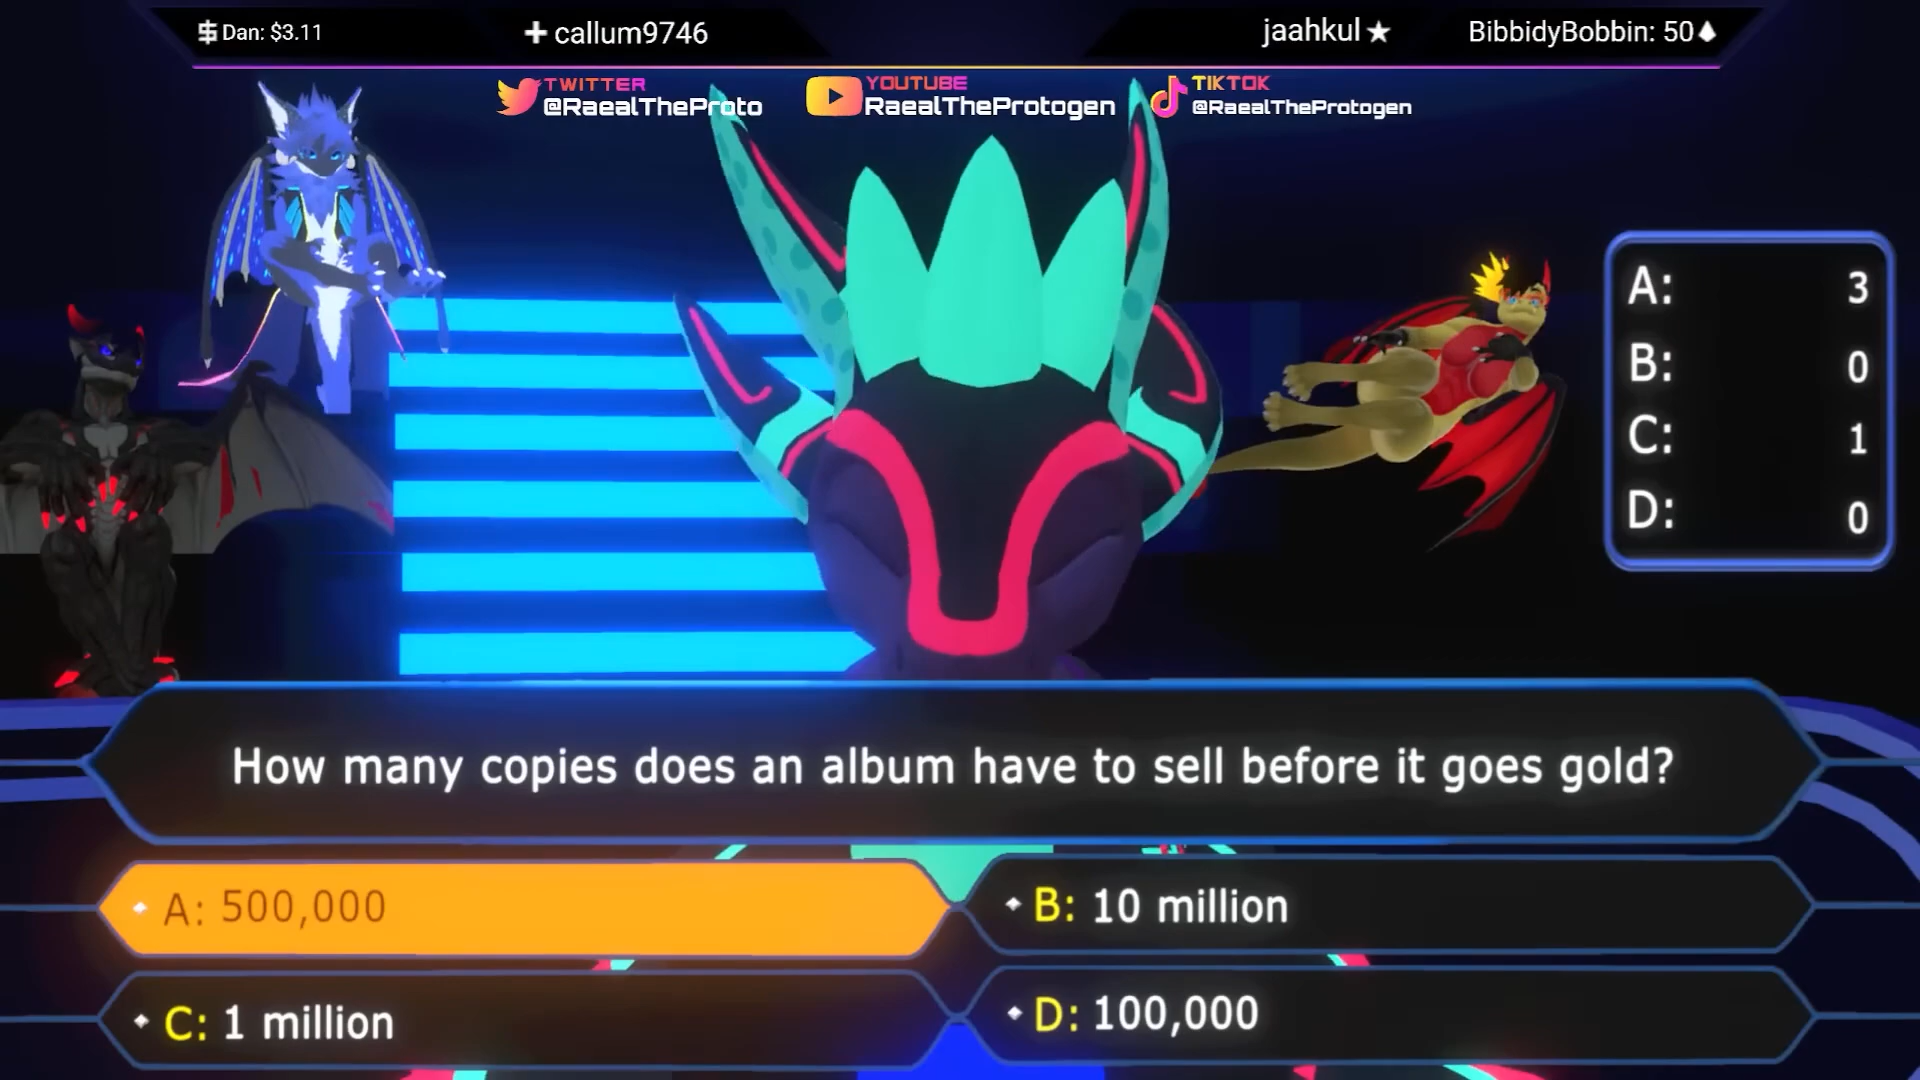 Dan: $3.11
callum9746
jaahkul
BibbidyBobbin: 50
TWITTER
@RaealTheProto
YOUTUBE
RaealTheProtogen
TIKTOK
@RaealTheProtogen
A: 3
B: 0
C: 1
D: 0
How many copies does an album have to sell before it goes gold?
A: 500,000
B: 10 million
C: 1 million
D: 100,000